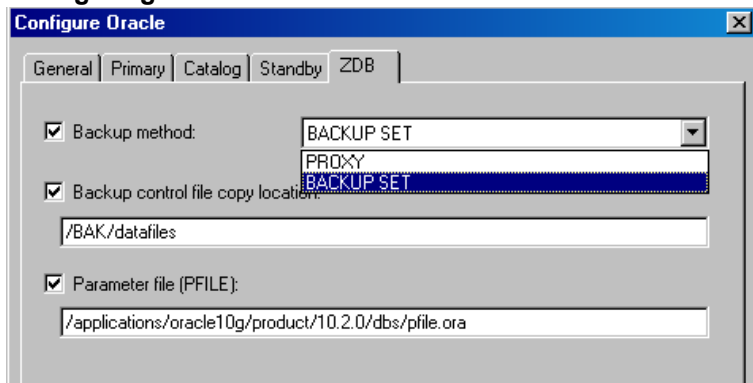 Configure Oracle
General Primary Catalog Standby ZDB
Backup method: BACKUP SET
PROXY
BACKUP SET
Backup control file copy location:
/BAK/datafiles
Parameter file (PFILE):
/applications/oracle10g/product/10.2.0/dbs/pfile.ora